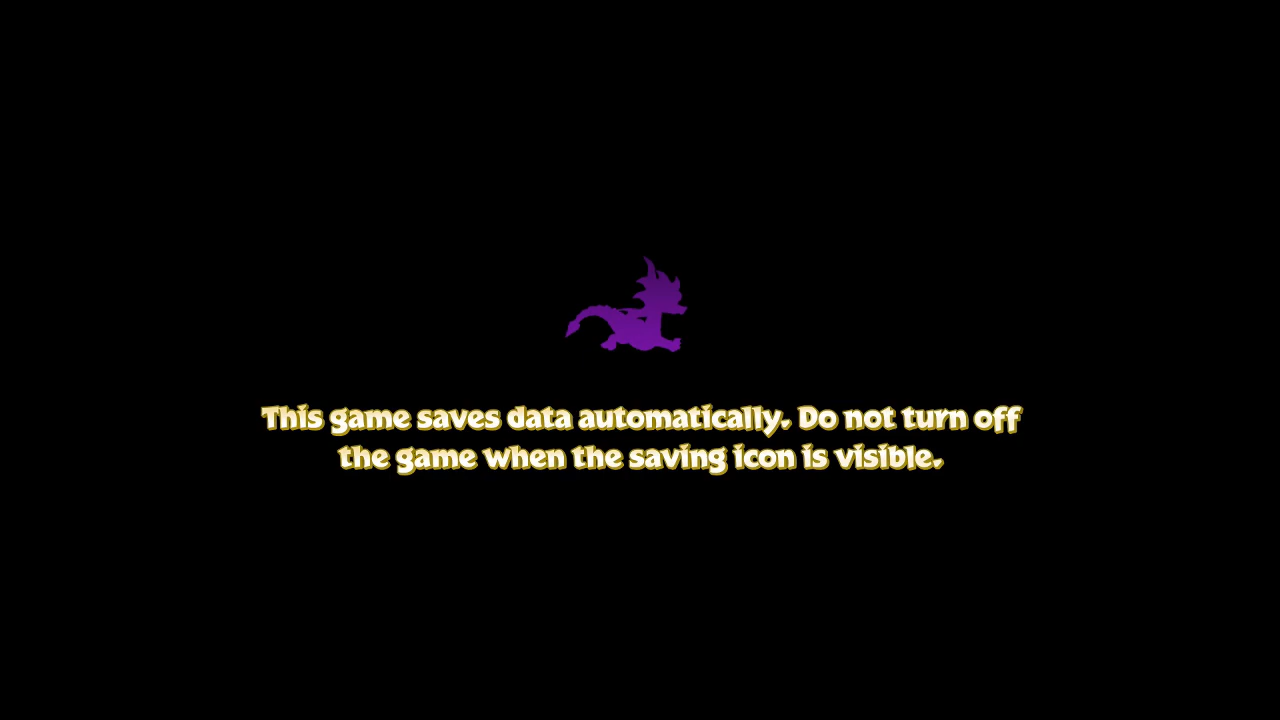 This game saves data automatically. Do not turn off
the game when the saving icon is visible.